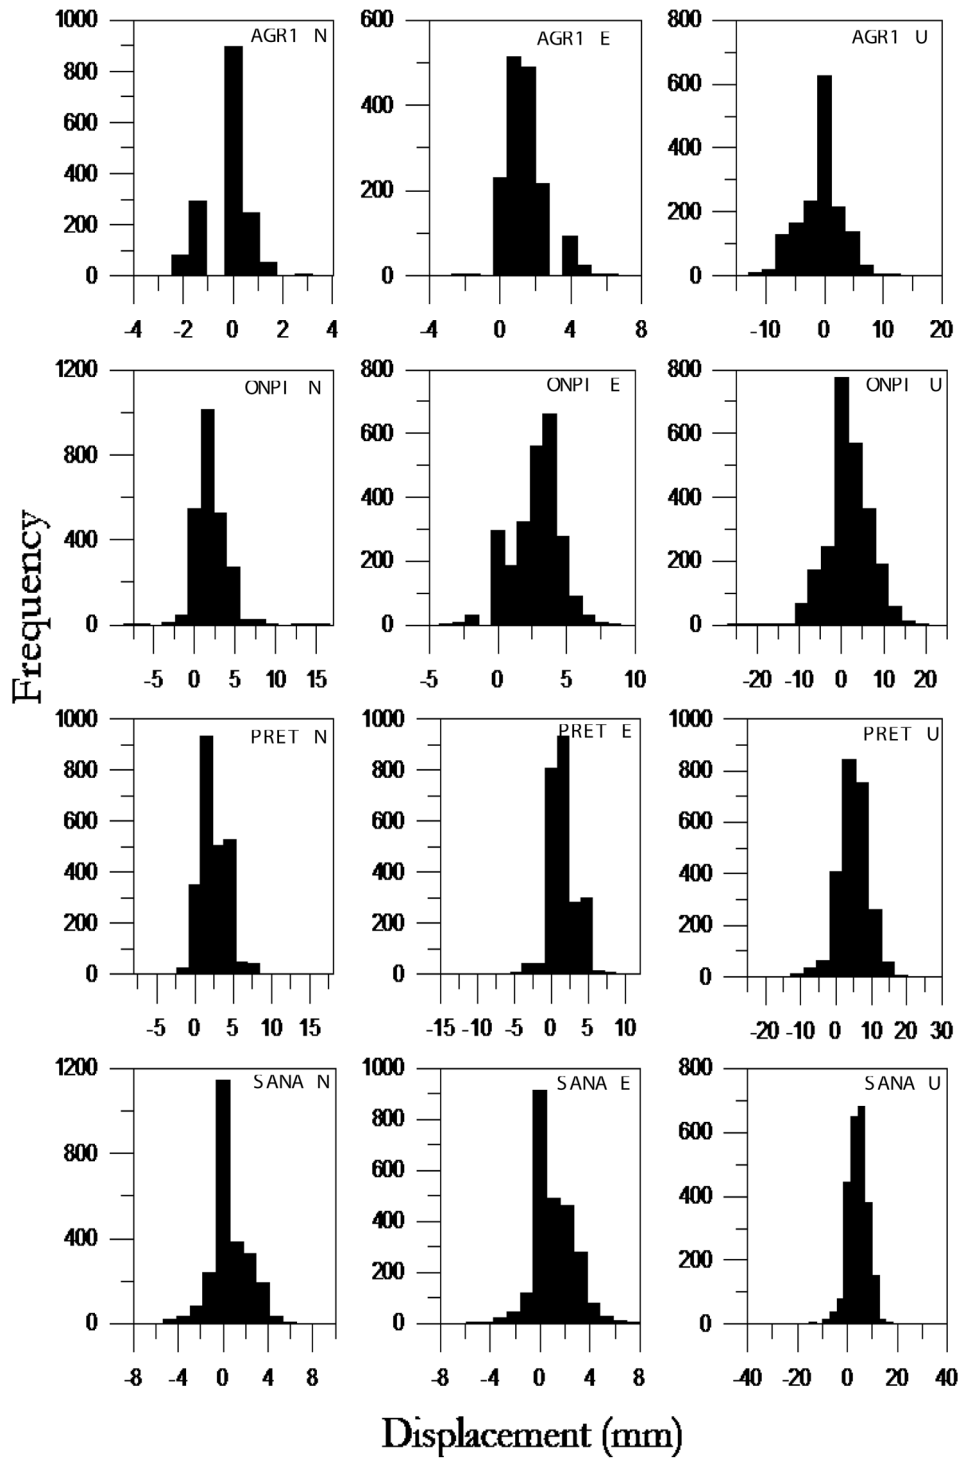 1000
800
600
400
200
0
AGR1 N
-4 -2 0 2 4
600
400
200
0
AGR1 E
-4 0 4 8
800
600
400
200
0
AGR1 U
-10 0 10 20
1200
800
400
0
ONPI N
-5 0 5 10 15
800
600
400
200
0
ONPI E
-5 0 5 10
800
600
400
200
0
ONPI U
-20 -10 0 10 20
Frequency
1000
800
600
400
200
0
PRET N
-5 0 5 10 15
1000
800
600
400
200
0
PRET E
-15 -10 -5 0 5 10
1000
800
600
400
200
0
PRET U
-20 -10 0 10 20 30
1200
800
400
0
SANA N
-8 -4 0 4 8
1000
800
600
400
200
0
SANA E
-8 -4 0 4 8
800
600
400
200
0
SANA U
-40 -20 0 20 40
Displacement (mm)